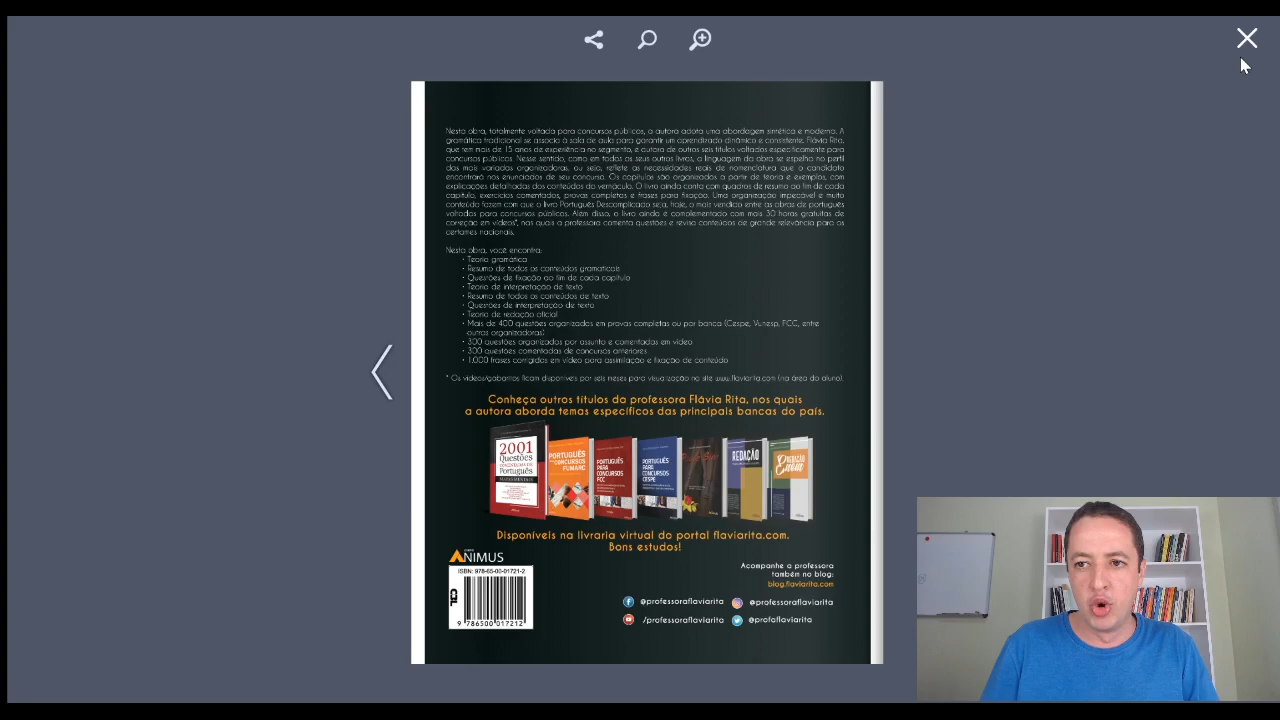 Nesta obra, totalmente voltada para concursos públicos, a autora adota uma abordagem sintética e moderna. A
gramática tradicional se associa à sala de aula para garantir um aprendizado dinâmico e consistente. Flávia Rita,
que tem mais de 15 anos de experiência no segmento, é autora de outros seis títulos voltados especificamente para
concursos públicos. Nesse sentido, como em todos os seus outros livros, a linguagem da obra se espelha no perfil
das mais variadas organizadoras, ou seja, reflete as necessidades reais de nomenclatura que o candidato
encontrará nos enunciados de seu concurso. Os capítulos são organizados a partir de teoria e exemplos, com
explicações detalhadas dos conteúdos do vernáculo. O livro ainda conta com quadros de resumo ao fim de cada
capítulo, exercícios comentados, provas completas e frases para fixação. Uma organização impecável e muito
conteúdo fazem com que o livro Português Descomplicado seja, hoje, o mais vendido entre as obras de português
voltadas para concursos públicos. Além disso, o livro ainda é complementado com mais 30 horas gratuitas de
correção em vídeos*, nas quais a professora comenta questões e revisa conteúdos de grande relevância para os
certames nacionais.
Nesta obra, você encontra:
• Teoria gramática
• Resumo de todos os conteúdos gramaticais
• Questões de fixação ao fim de cada capítulo
• Teoria de interpretação de texto
• Resumo de todos os conteúdos de texto
• Questões de interpretação de texto
• Teoria de redação oficial
• Mais de 400 questões organizadas em provas completas ou por banca (Cespe, Vunesp, FCC, entre
outras organizadoras)
• 300 questões organizadas por assunto e comentadas em vídeo
• 300 questões comentadas de concursos anteriores
• 1.000 frases corrigidas em vídeo para assimilação e fixação de conteúdo
* Os vídeos/gabaritos ficam disponíveis por seis meses para visualização no site www.flaviarita.com (na área do aluno).
Conheça outros títulos da professora Flávia Rita, nos quais
a autora aborda temas específicos das principais bancas do país.
2001
Questões
Português
PORTUGUÊS
CONCURSOS
FUMARC
PORTUGUÊS
PARA
CONCURSOS
FCC
PORTUGUÊS
PARA
CONCURSOS
CESPE
REDAÇÃO
REDAÇÃO
Enem
Disponíveis na livraria virtual do portal flaviarita.com.
Bons estudos!
ANIMUS
ISBN: 978-65-00-01721-2
CBL
9 786500 017212
Acompanhe a professora
também no blog:
blog.flaviarita.com
@professoraflaviarita
@professoraflaviarita
/professoraflaviarita
@profaflaviarita